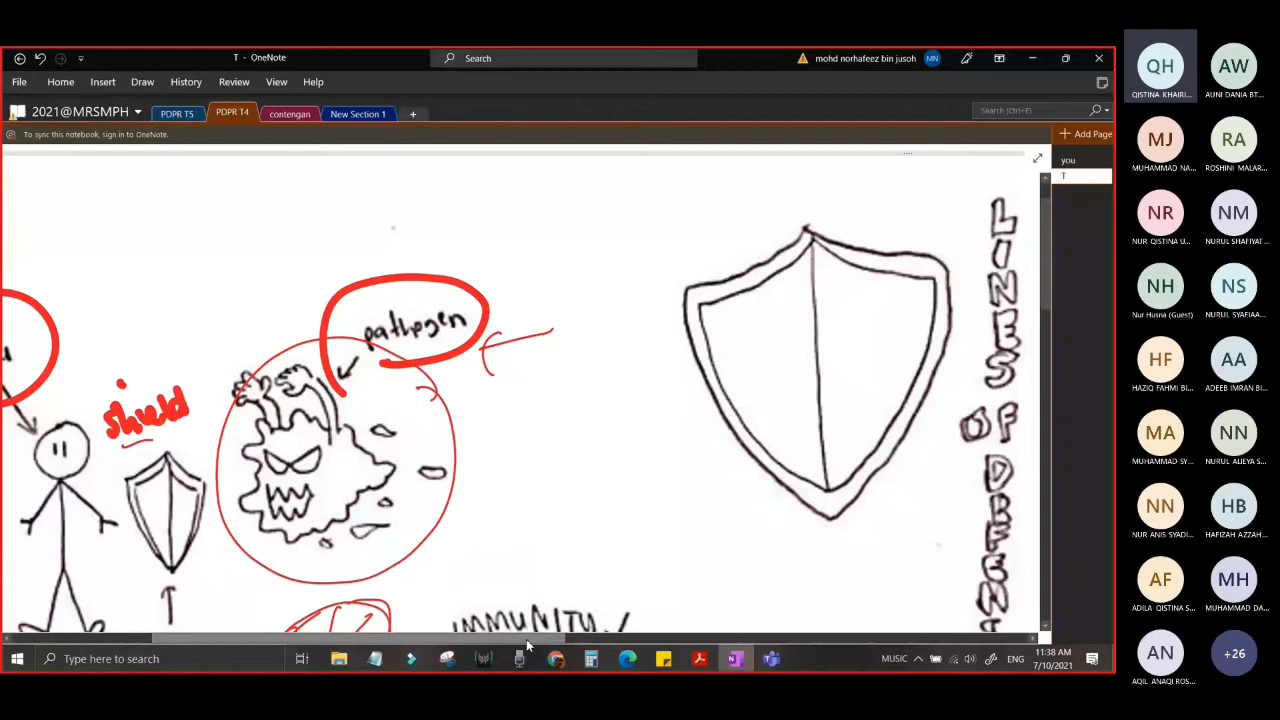 T - OneNote
Search
mohd norhafeez bin jusoh
MN
File Home Insert Draw History Review View Help
2021@MRSMPH
PDPR T5
PDPR T4
contengan
New Section 1
+
Search (Ctrl+E)
To sync this notebook, sign in to OneNote.
Add Page
you
T
pathogen
shield
IMMUNITY
LINES
OF
DEFENC
Type here to search
MUSIC
ENG
11:38 AM
7/10/2021
QH
QISTINA KHAIRI...
AW
AUNI DANIA BT...
MJ
MUHAMMAD NA...
RA
ROSHINI MALAR...
NR
NUR QISTINA U...
NM
NURUL SHAFIYAT...
NH
Nur Husna (Guest)
NS
NURUL SYAFIAA...
HF
HAZIQ FAHMI BI...
AA
ADEEB IMRAN BI...
MA
MUHAMMAD SY...
NN
NURUL ALIEYA S...
NN
NUR ANIS SYADI...
HB
HAFIZAH AZZAH...
AF
ADILA QISTINA S...
MH
MUHAMMAD DA...
AN
AQIL ANAQI ROS...
+26